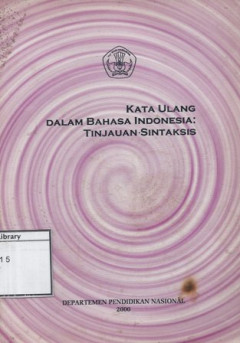 KATA ULANG
DALAM BAHASA INDONESIA:
TINJAUAN SINTAKSIS
Library
15
DEPARTEMEN PENDIDIKAN NASIONAL
2000